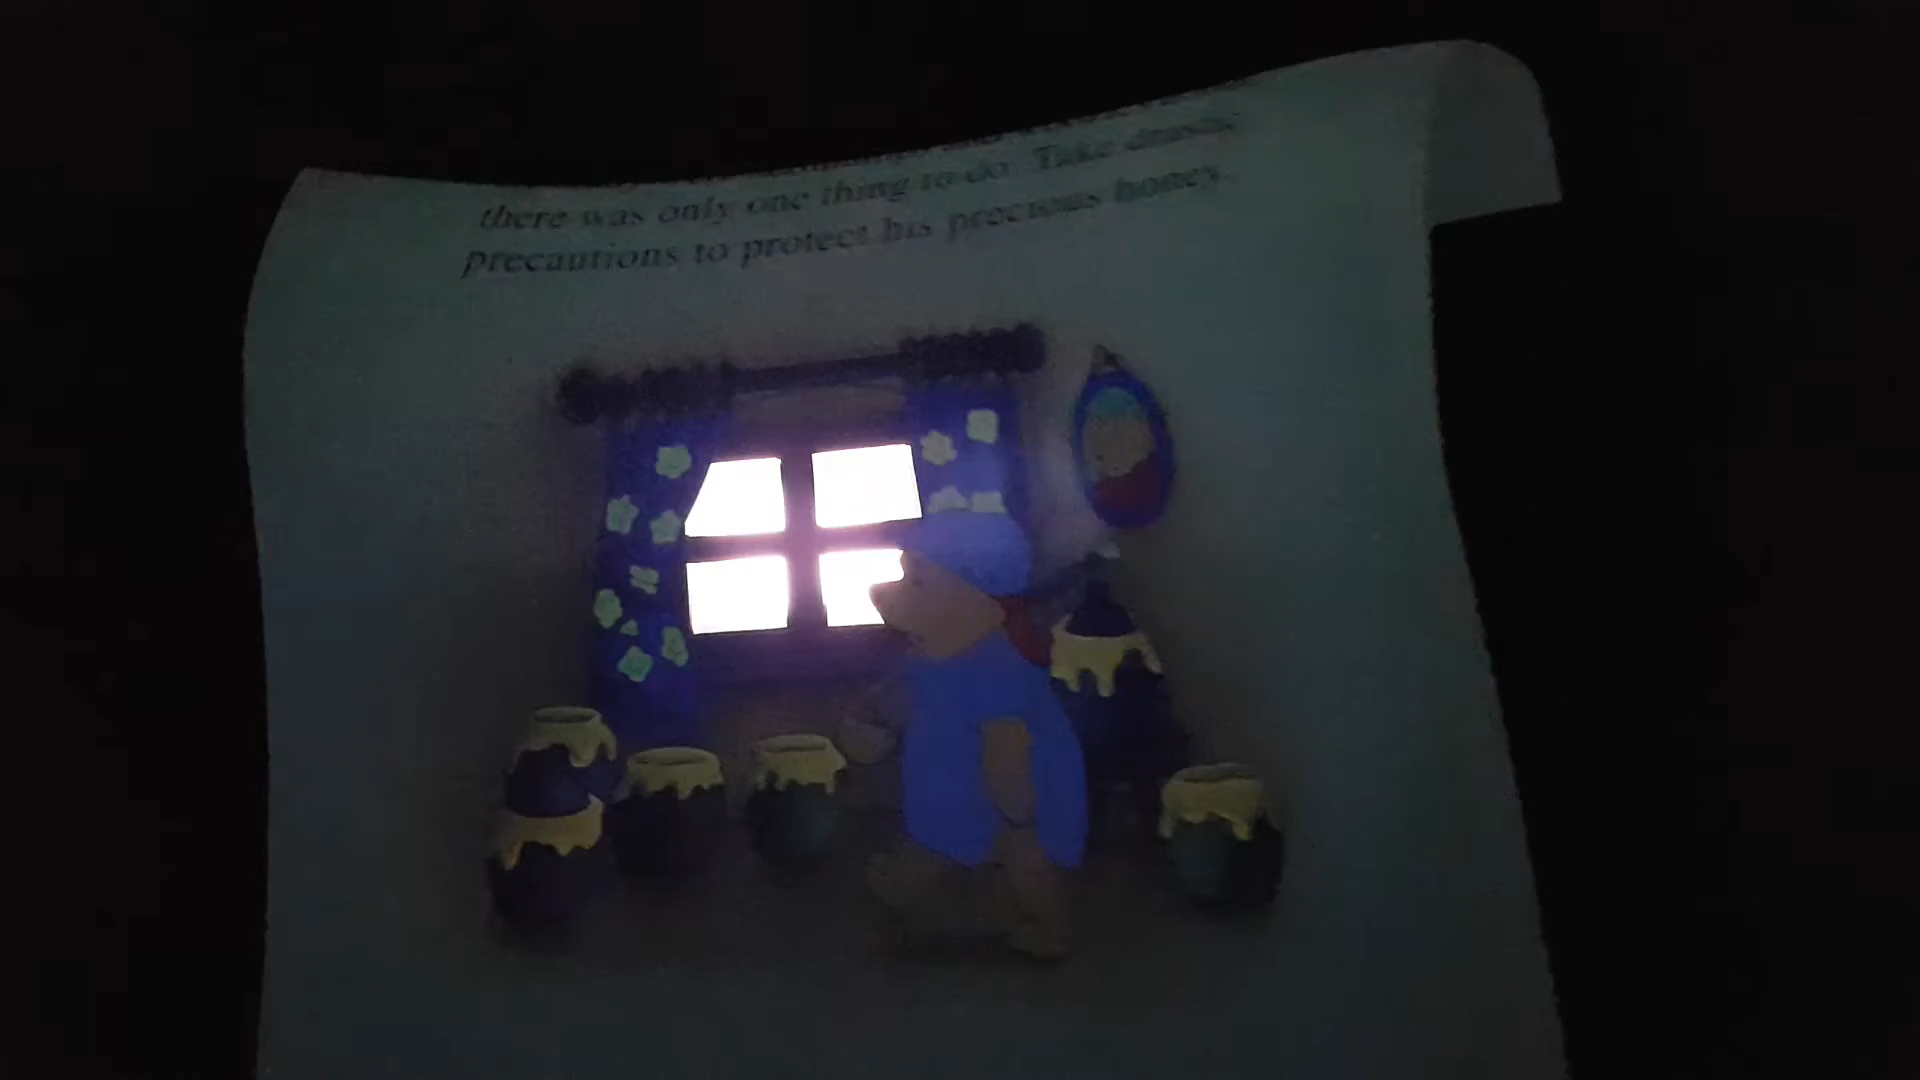 there was only one thing to do Take drastic
precautions to protect his precious honey.